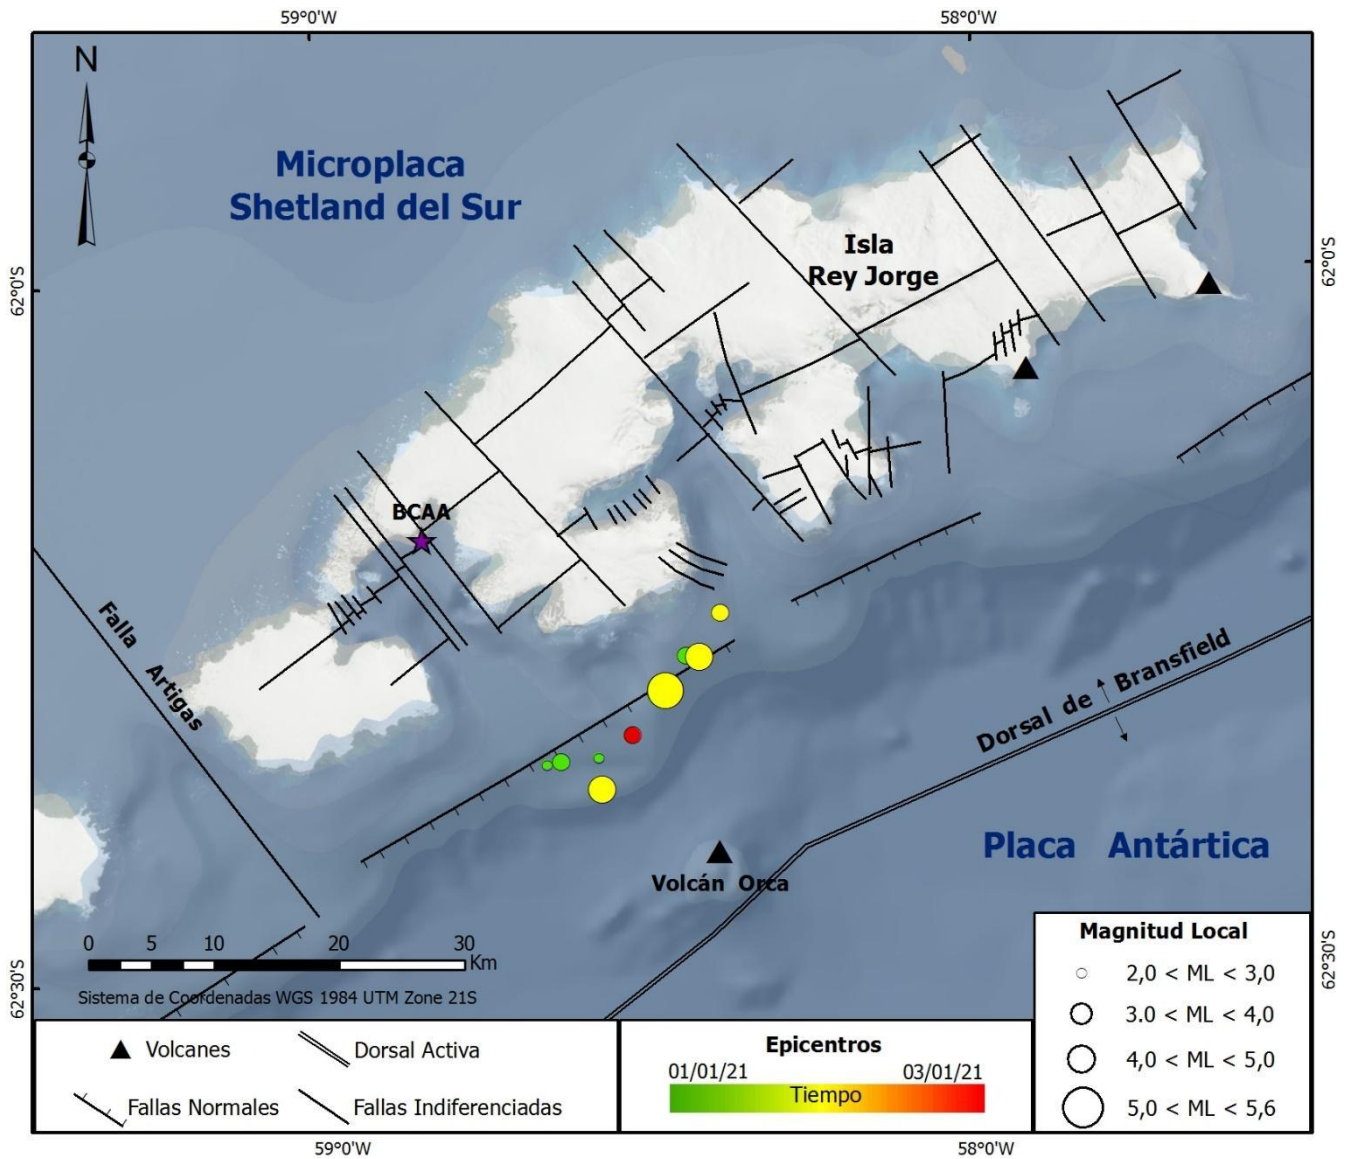 59°0'W
58°0'W
N
Microplaca
Shetland del Sur
Isla
Rey Jorge
62°0'S
62°0'S
BCAA
Falla Artigas
Dorsal de Bransfield
Placa Antártica
Volcán Orca
0 5 10 20 30
Km
Sistema de Coordenadas WGS 1984 UTM Zone 21S
62°30'S
62°30'S
Volcanes
Dorsal Activa
Fallas Normales
Fallas Indiferenciadas
Epicentros
01/01/21 03/01/21
Tiempo
Magnitud Local
2,0 < ML < 3,0
3.0 < ML < 4,0
4,0 < ML < 5,0
5,0 < ML < 5,6
59°0'W
58°0'W